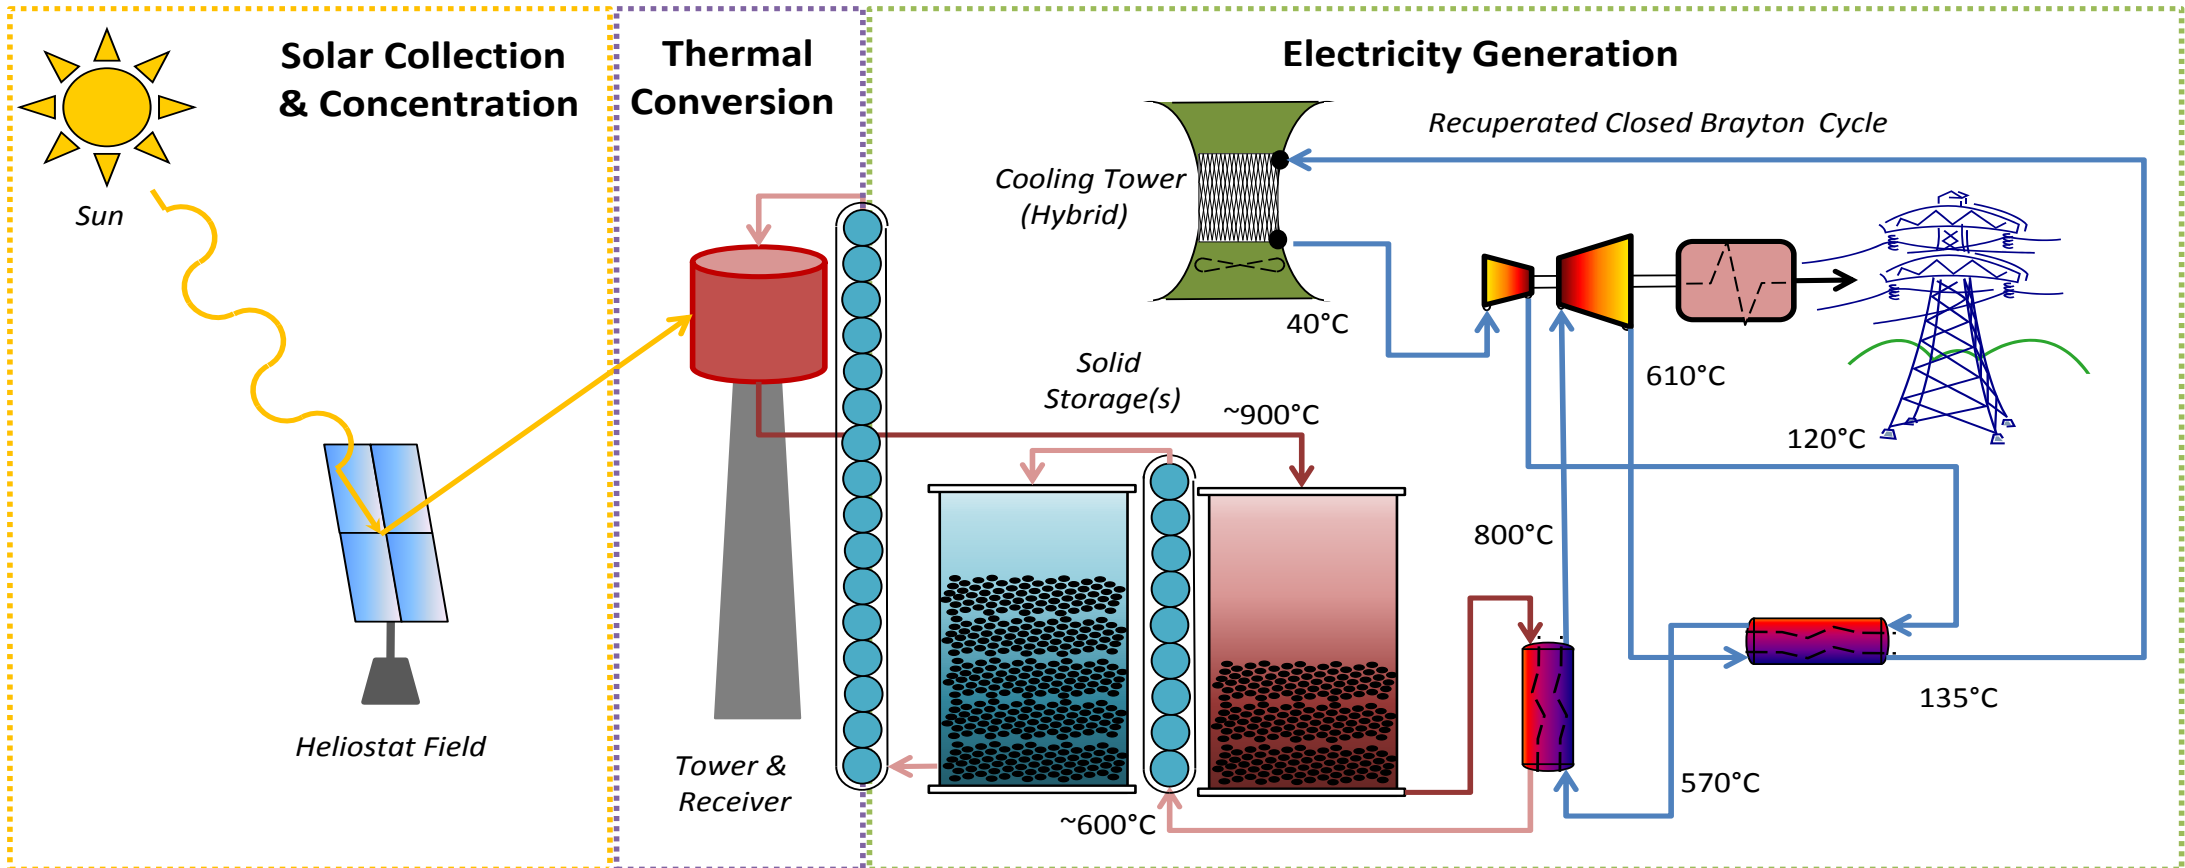 Solar Collection
& Concentration
Thermal
Conversion
Electricity Generation
Recuperated Closed Brayton Cycle
Sun
Cooling Tower
(Hybrid)
40°C
610°C
Solid
Storage(s)
~900°C
120°C
800°C
135°C
570°C
Heliostat Field
Tower &
Receiver
~600°C